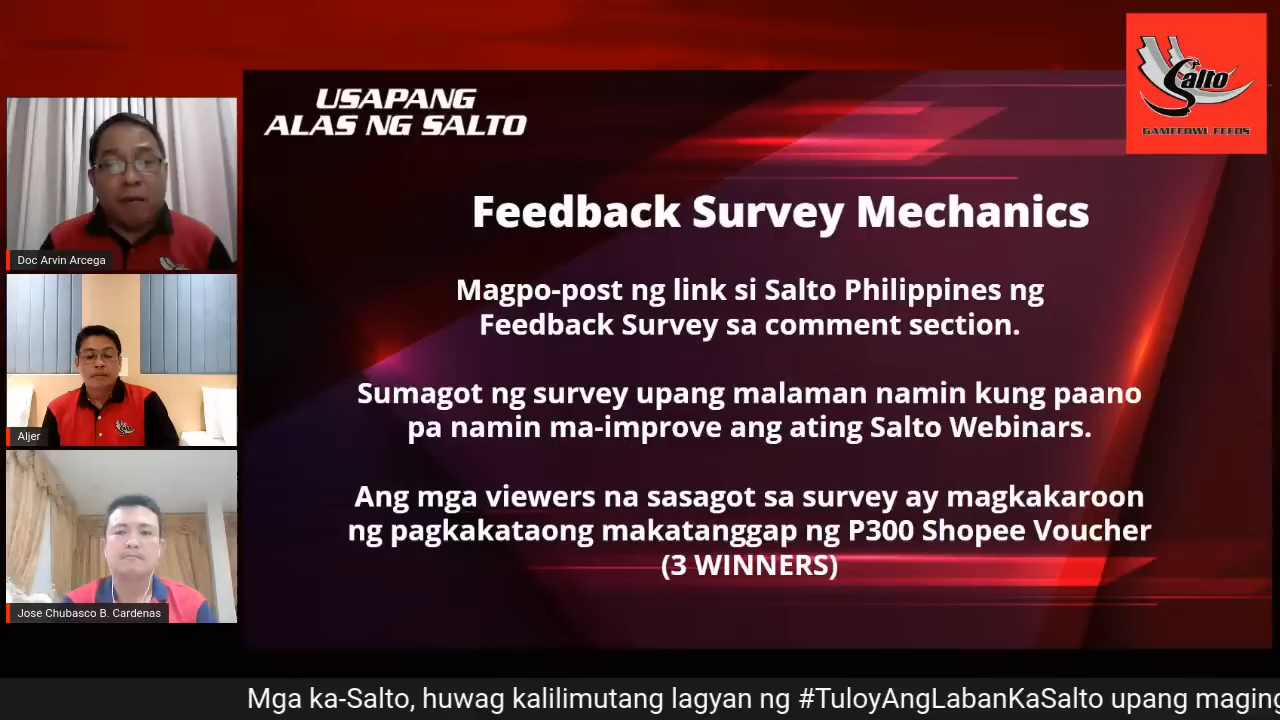 USAPANG
ALAS NG SALTO
Salto
GAMEFOWL FEEDS
Feedback Survey Mechanics
Magpo-post ng link si Salto Philippines ng
Feedback Survey sa comment section.
Sumagot ng survey upang malaman namin kung paano
pa namin ma-improve ang ating Salto Webinars.
Ang mga viewers na sasagot sa survey ay magkakaroon
ng pagkakataong makatanggap ng P300 Shopee Voucher
(3 WINNERS)
Doc Arvin Arcega
Aljer
Jose Chubasco B. Cardenas
Mga ka-Salto, huwag kalilimutang lagyan ng #TuloyAngLabanKaSalto upang maging